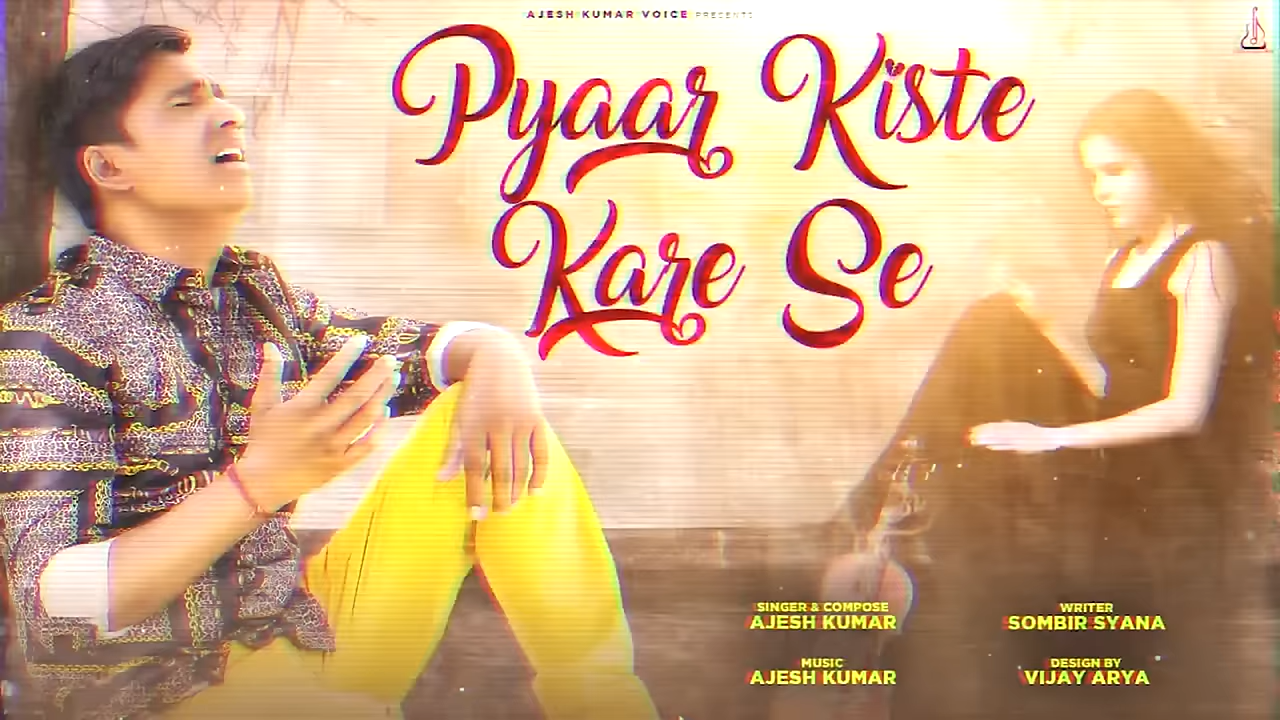 AJESH KUMAR VOICE PRESENTS
Pyaar Kiste
Kare Se
SINGER & COMPOSE
AJESH KUMAR
WRITER
SOMBIR SYANA
MUSIC
AJESH KUMAR
DESIGN BY
VIJAY ARYA